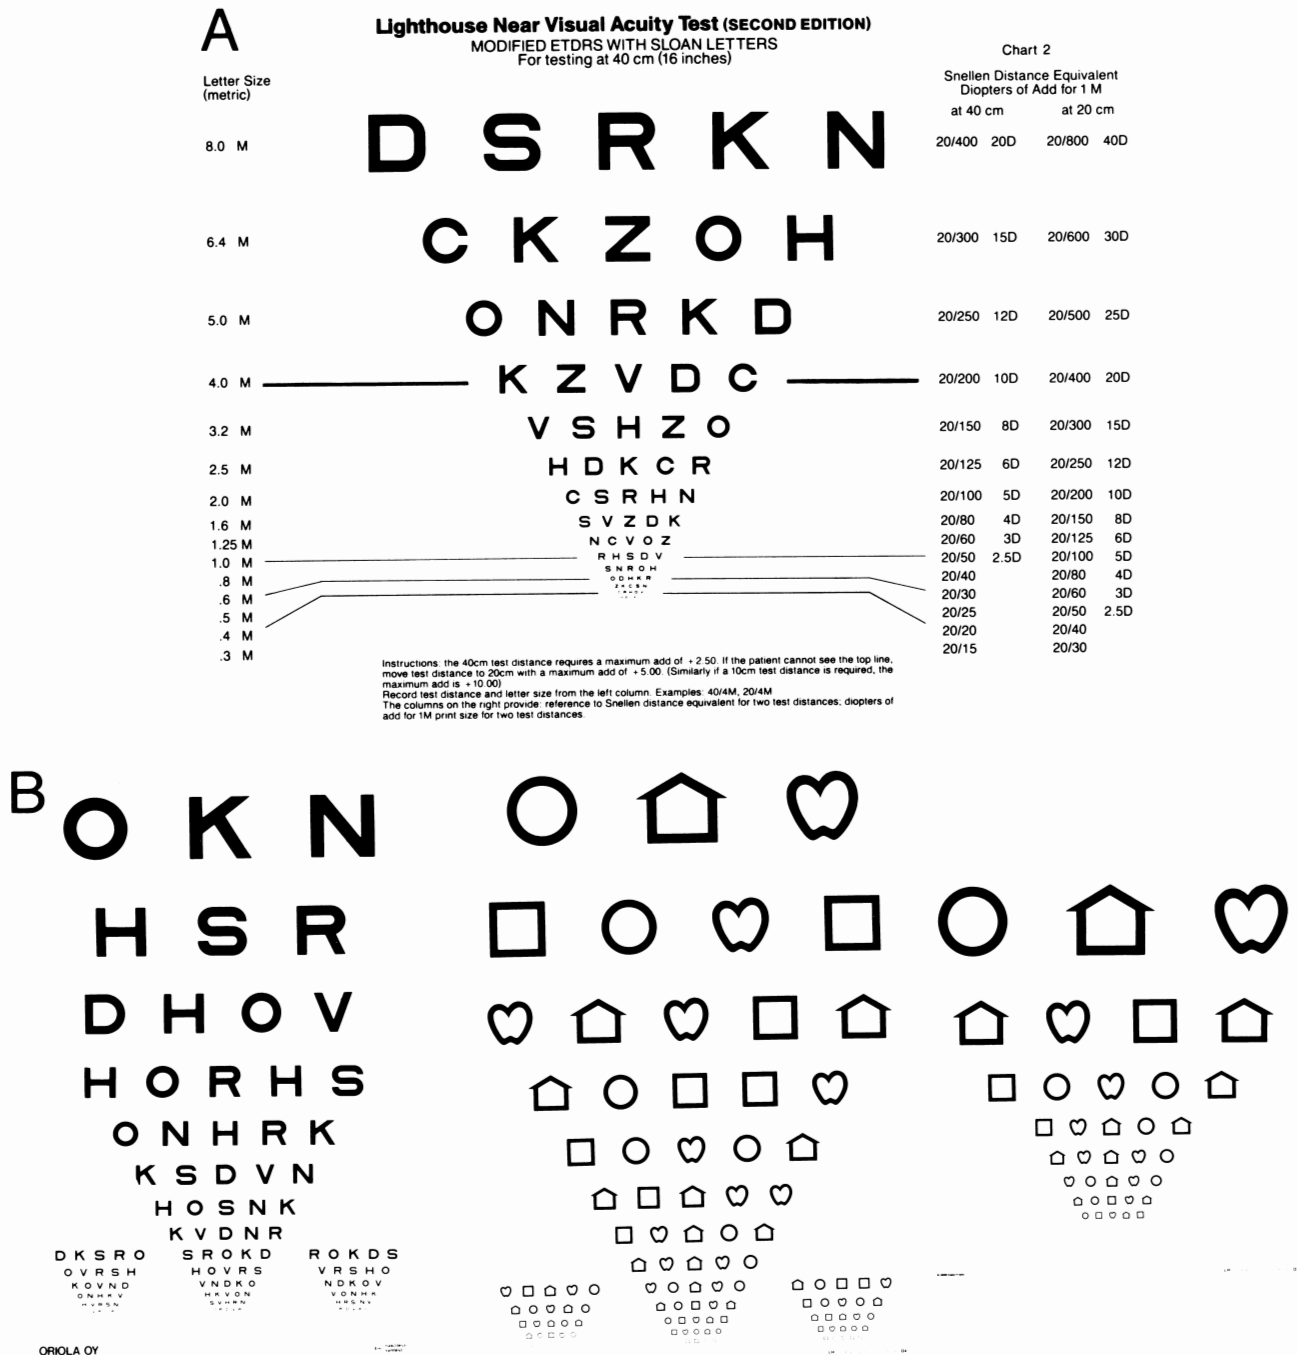 A
Lighthouse Near Visual Acuity Test (SECOND EDITION)
MODIFIED ETDRS WITH SLOAN LETTERS
For testing at 40 cm (16 inches)
Chart 2
Letter Size
(metric)
Snellen Distance Equivalent
Diopters of Add for 1 M
at 40 cm at 20 cm
8.0 M D S R K N 20/400 20D 20/800 40D
6.4 M C K Z O H 20/300 15D 20/600 30D
5.0 M O N R K D 20/250 12D 20/500 25D
4.0 M K Z V D C 20/200 10D 20/400 20D
3.2 M V S H Z O 20/150 8D 20/300 15D
2.5 M H D K C R 20/125 6D 20/250 12D
2.0 M C S R H N 20/100 5D 20/200 10D
1.6 M S V Z D K 20/80 4D 20/150 8D
1.25 M N C V O Z 20/60 3D 20/125 6D
1.0 M R H S D V 20/50 2.5D 20/100 5D
.8 M S N R O H 20/40 20/80 4D
.6 M O D H K R 20/30 20/60 3D
.5 M Z K C S N 20/25 20/50 2.5D
.4 M 20/20 20/40
.3 M 20/15 20/30
Instructions: the 40cm test distance requires a maximum add of +2.50. If the patient cannot see the top line,
move test distance to 20cm with a maximum add of +5.00. (Similarly if a 10cm test distance is required, the
maximum add is +10.00)
Record test distance and letter size from the left column. Examples: 40/4M, 20/4M
The columns on the right provide: reference to Snellen distance equivalent for two test distances; diopters of
add for 1M print size for two test distances.
B
O K N
H S R
D H O V
H O R H S
O N H R K
K S D V N
H O S N K
K V D N R
D K S R O S R O K D R O K D S
O V R S H H O V R S V R S H O
K O V N D V N D K O N D K O V
O N H K V H K V O N V O N H K
H V R S N S V H R N H R S N V
ORIOLA OY